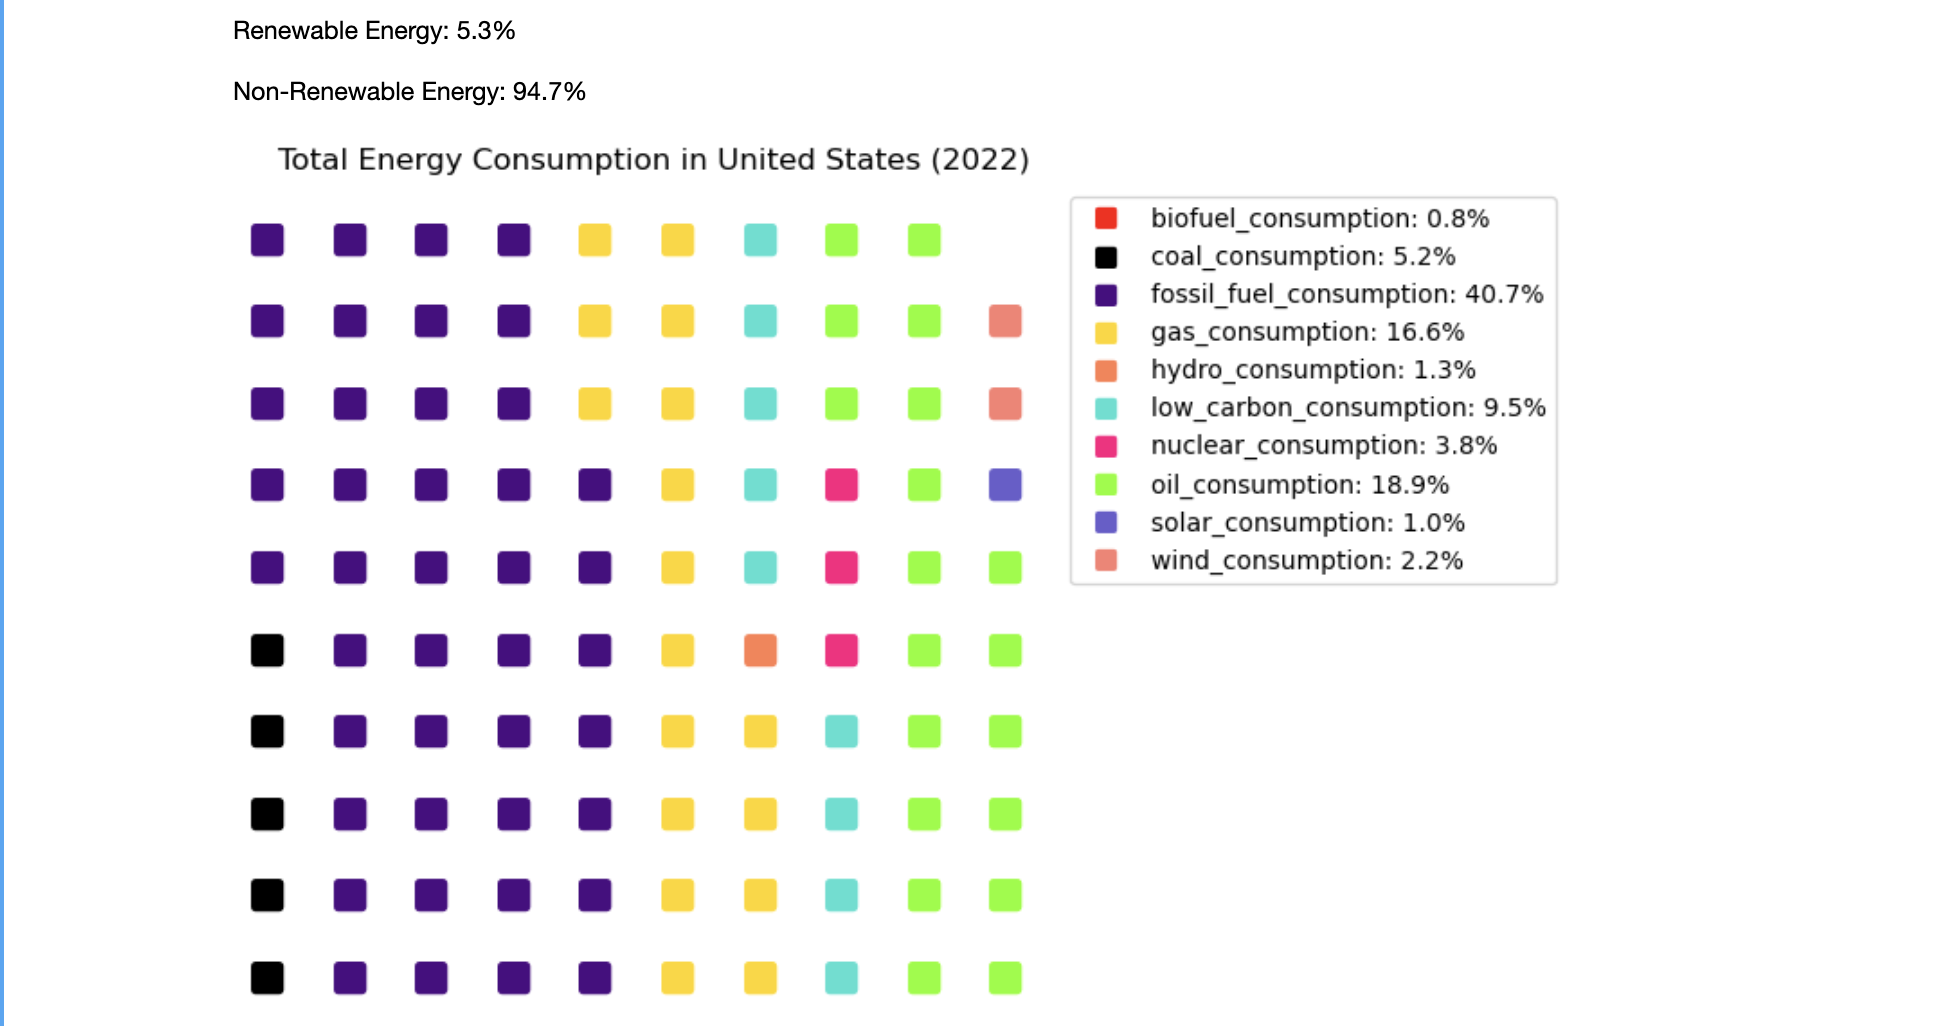 Renewable Energy: 5.3%
Non-Renewable Energy: 94.7%
Total Energy Consumption in United States (2022)
biofuel_consumption: 0.8%
coal_consumption: 5.2%
fossil_fuel_consumption: 40.7%
gas_consumption: 16.6%
hydro_consumption: 1.3%
low_carbon_consumption: 9.5%
nuclear_consumption: 3.8%
oil_consumption: 18.9%
solar_consumption: 1.0%
wind_consumption: 2.2%